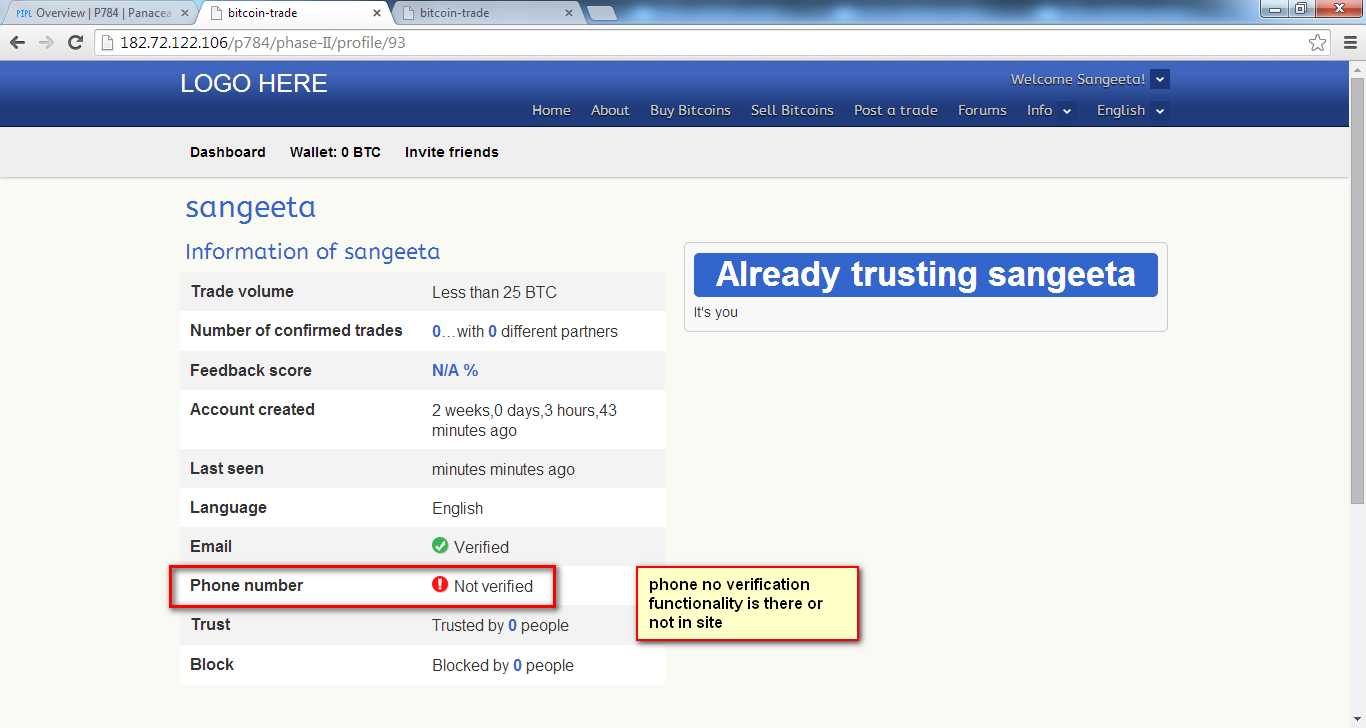 PIPL Overview | P784 | Panacea
bitcoin-trade
bitcoin-trade
182.72.122.106/p784/phase-II/profile/93
LOGO HERE
Welcome Sangeeta!
Home About Buy Bitcoins Sell Bitcoins Post a trade Forums Info English
Dashboard Wallet: 0 BTC Invite friends
sangeeta
Information of sangeeta
Trade volume Less than 25 BTC
Number of confirmed trades 0…with 0 different partners
Feedback score N/A %
Account created 2 weeks,0 days,3 hours,43
minutes ago
Last seen minutes minutes ago
Language English
Email Verified
Phone number Not verified
Trust Trusted by 0 people
Block Blocked by 0 people
Already trusting sangeeta
It's you
phone no verification
functionality is there or
not in site